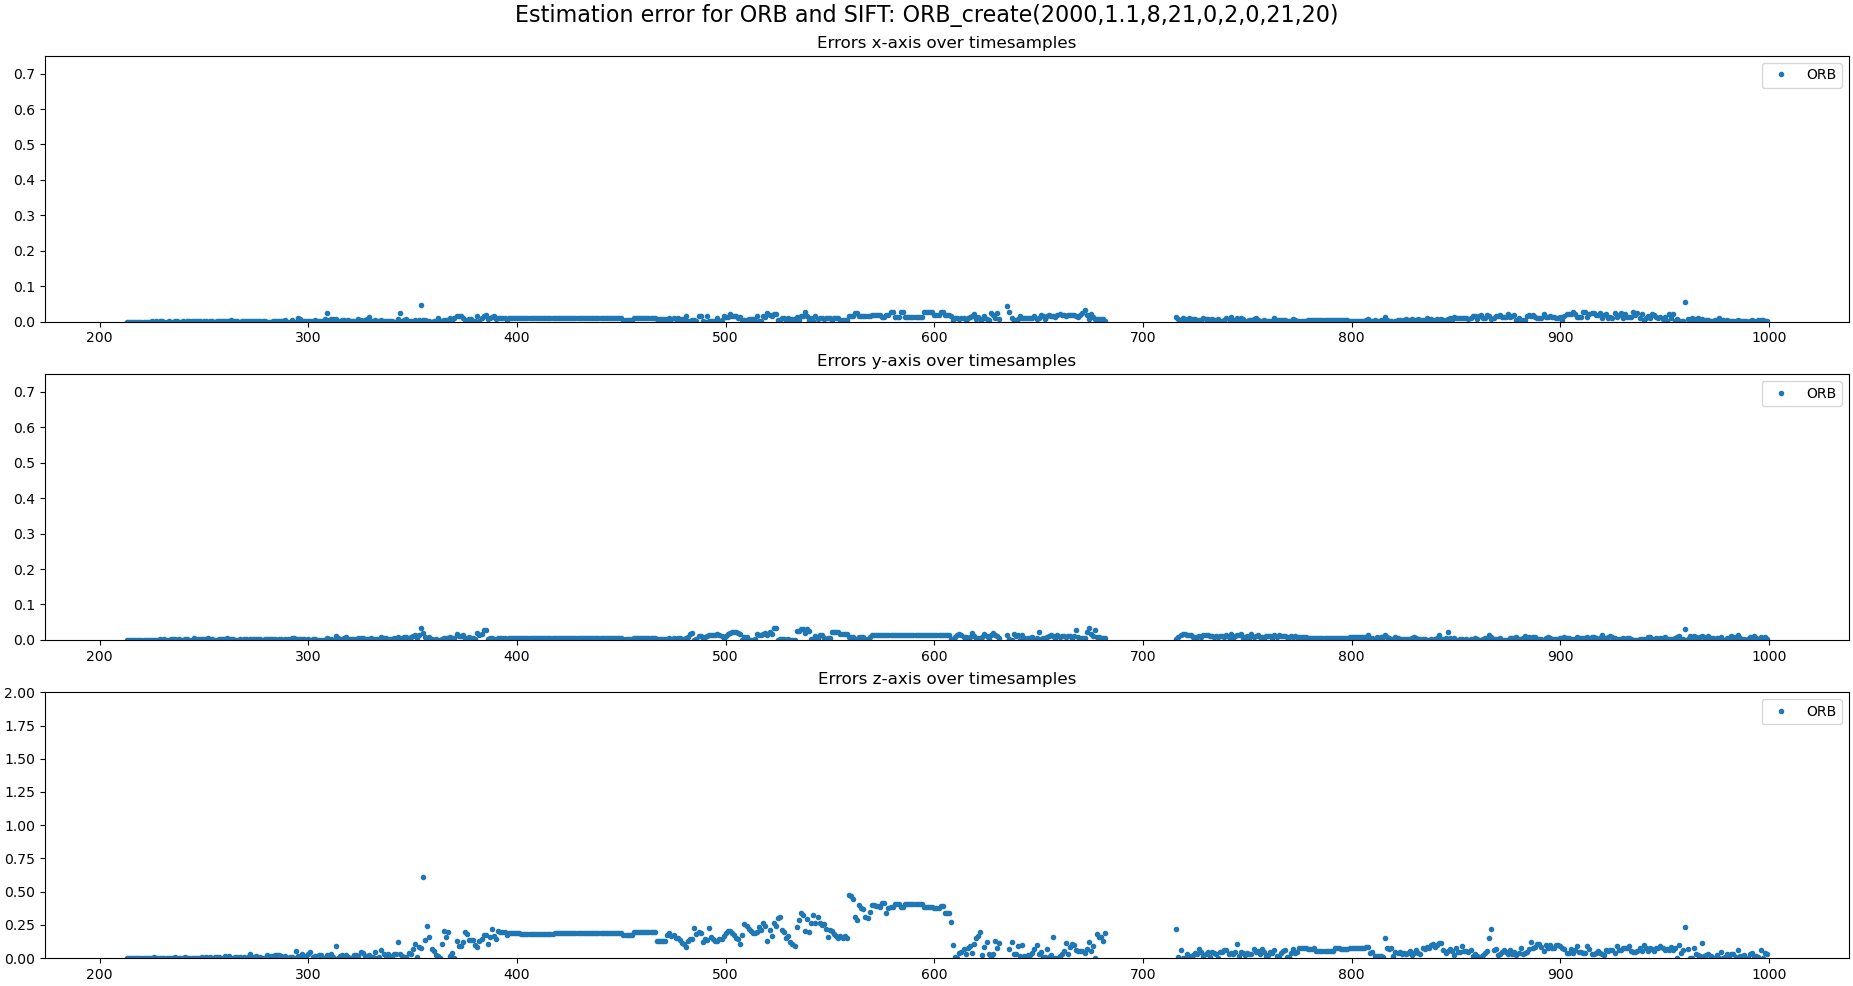 Estimation error for ORB and SIFT: ORB_create(2000,1.1,8,21,0,2,0,21,20)
Errors x-axis over timesamples
0.7
0.6
0.5
0.4
0.3
0.2
0.1
0.0
ORB
200 300 400 500 600 700 800 900 1000
Errors y-axis over timesamples
0.7
0.6
0.5
0.4
0.3
0.2
0.1
0.0
ORB
200 300 400 500 600 700 800 900 1000
Errors z-axis over timesamples
2.00
1.75
1.50
1.25
1.00
0.75
0.50
0.25
0.00
ORB
200 300 400 500 600 700 800 900 1000